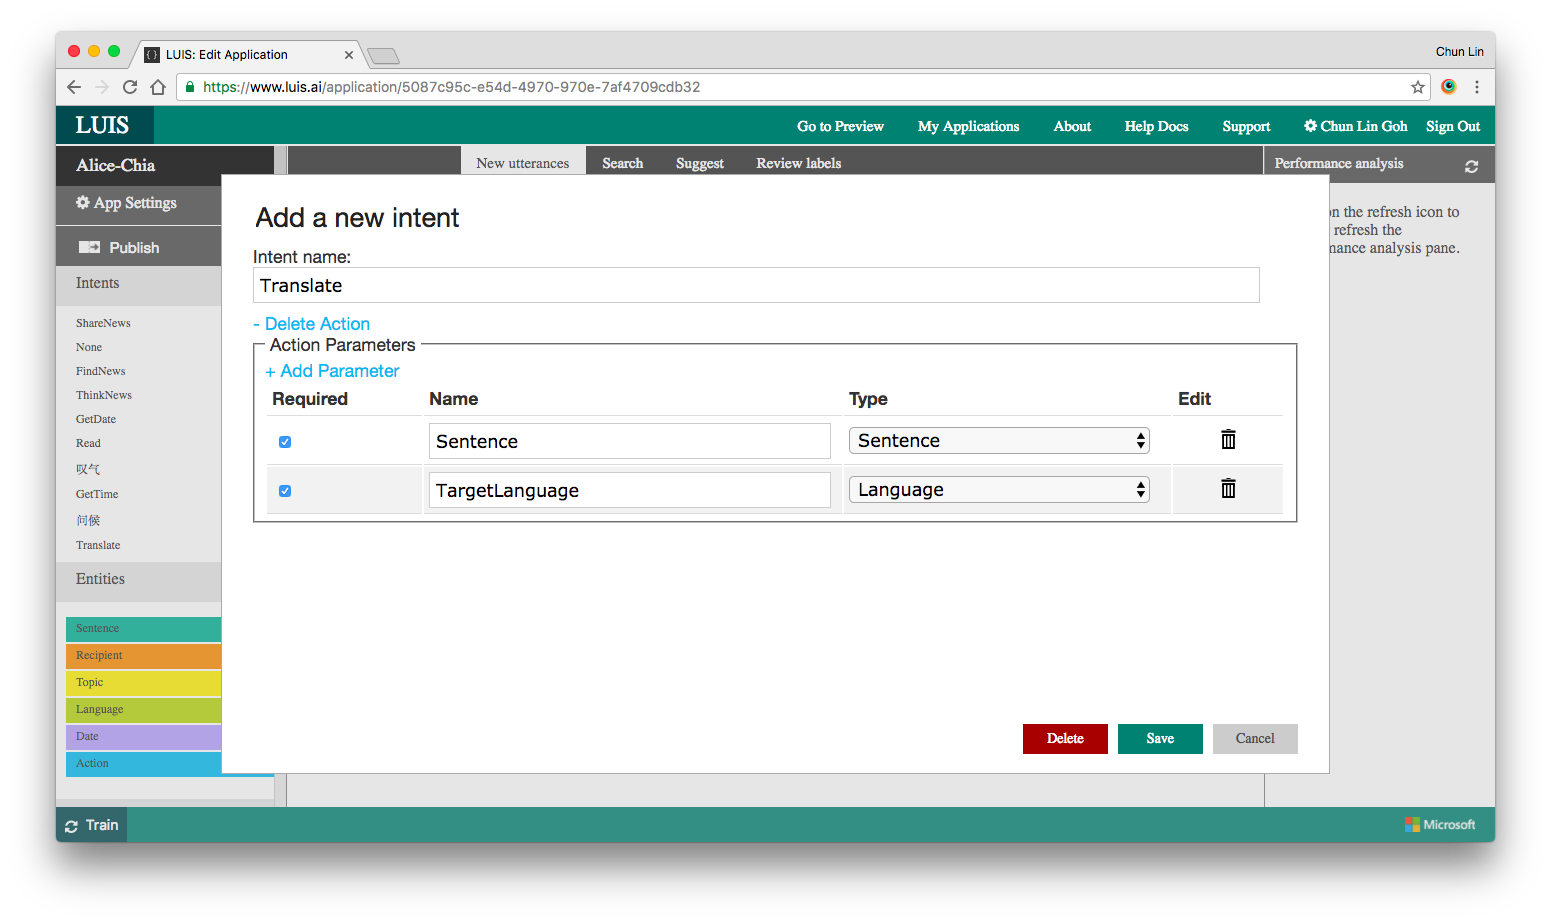 LUIS: Edit Application
Chun Lin
https://www.luis.ai/application/5087c95c-e54d-4970-970e-7af4709cdb32
LUIS
Go to Preview
My Applications
About
Help Docs
Support
Chun Lin Goh
Sign Out
Alice-Chia
New utterances
Search
Suggest
Review labels
Performance analysis
App Settings
Publish
Intents
ShareNews
None
FindNews
ThinkNews
GetDate
Read
叹气
GetTime
问候
Translate
Entities
Sentence
Recipient
Topic
Language
Date
Action
Add a new intent
Intent name:
Translate
- Delete Action
Action Parameters
+ Add Parameter
Required Name Type Edit
Sentence Sentence
TargetLanguage Language
Delete Save Cancel
on the refresh icon to
refresh the
mance analysis pane.
Train
Microsoft